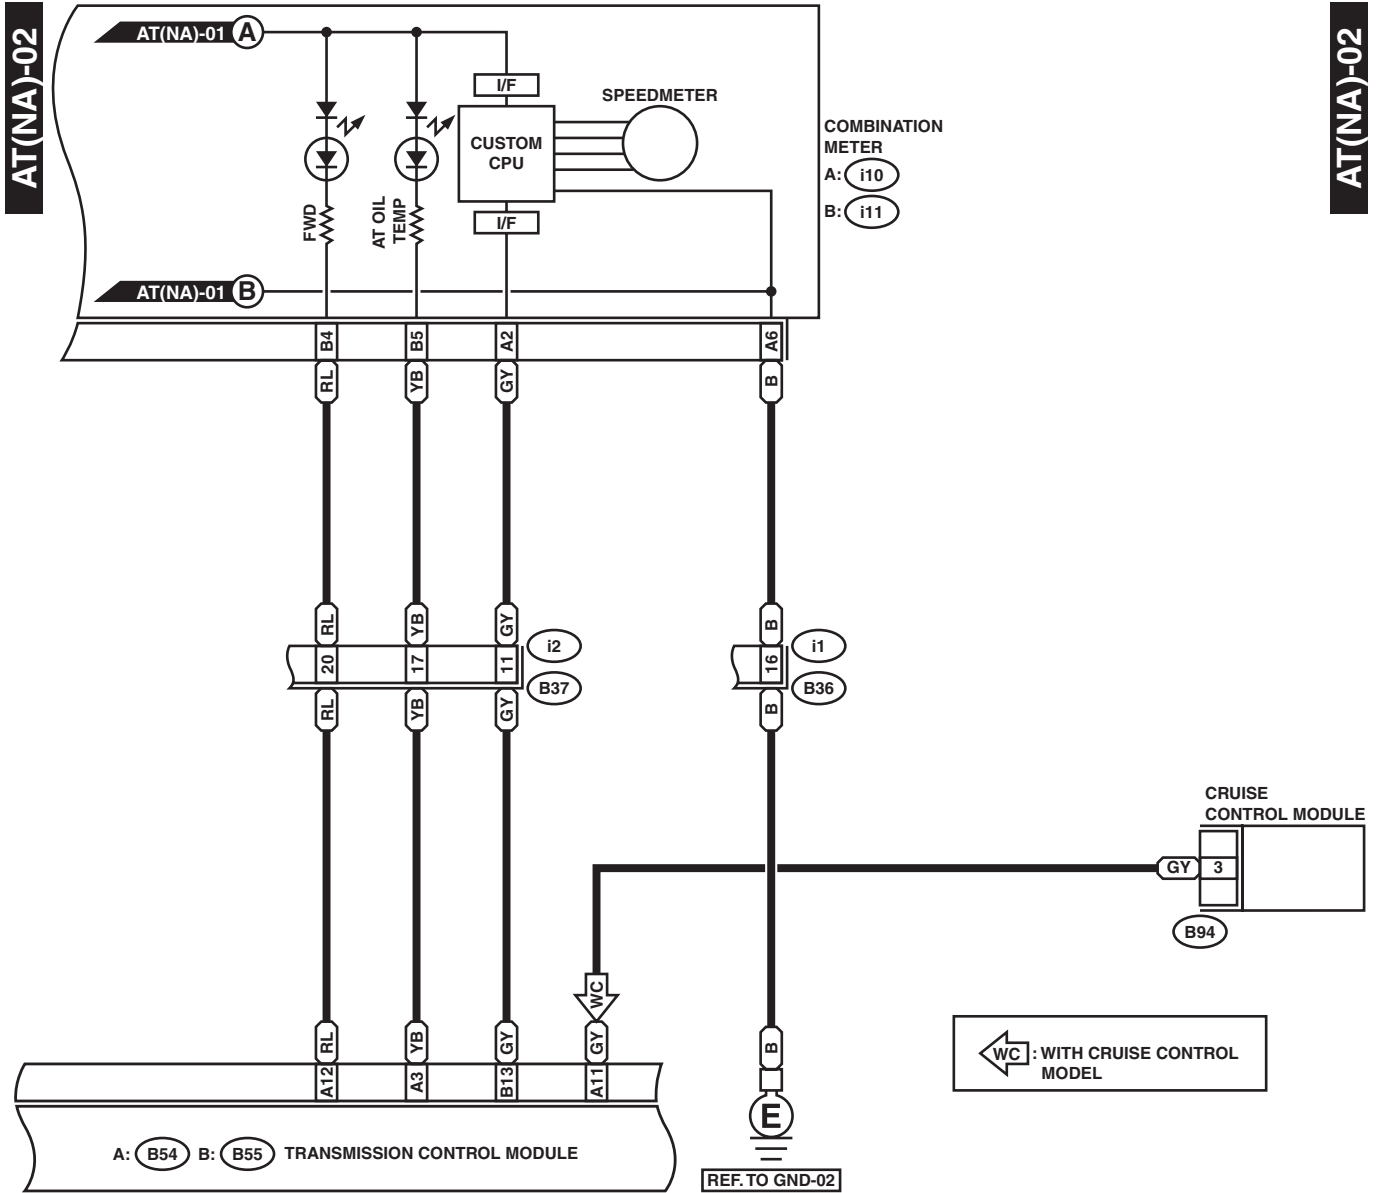 AT(NA)-02
AT(NA)-02
AT(NA)-01 A
I/F
SPEEDMETER
CUSTOM
CPU
COMBINATION
METER
A: i10
B: i11
FWD
AT OIL
TEMP
I/F
AT(NA)-01 B
B4 B5 A2 A6
RL YB GY B
RL YB GY B
20 17 11 i2 16 i1
B37 B36
RL YB GY B
CRUISE
CONTROL MODULE
GY 3
B94
WC
RL YB GY GY B
WC : WITH CRUISE CONTROL
MODEL
A12 A3 B13 A11
E
A: B54 B: B55 TRANSMISSION CONTROL MODULE
REF. TO GND-02